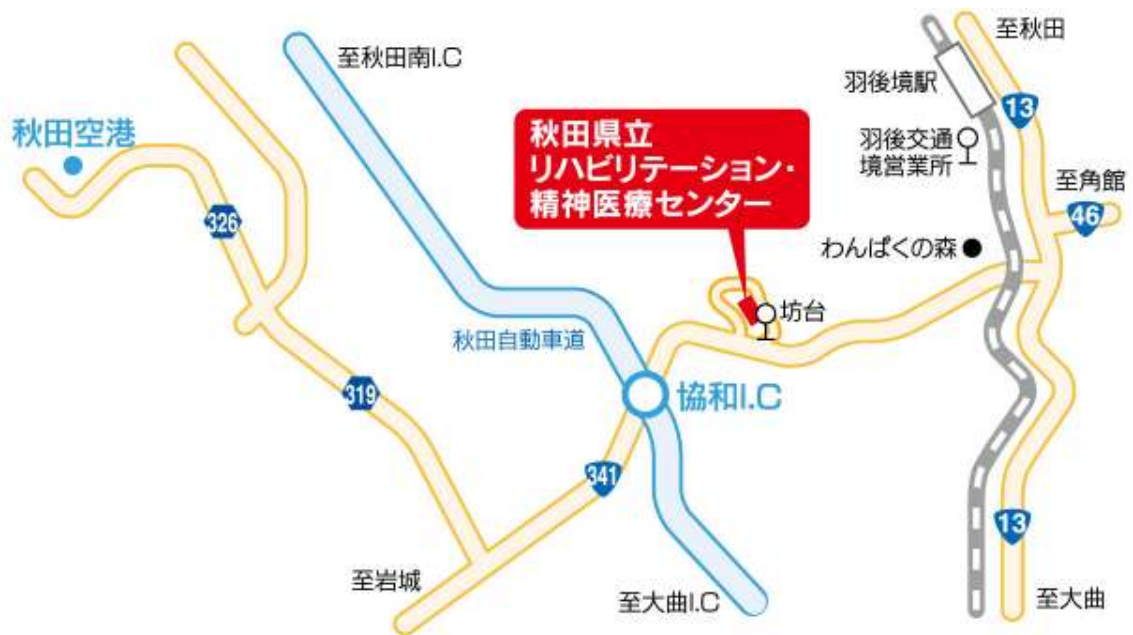 至秋田南I.C
至秋田
羽後境駅
13
秋田空港
秋田県立
リハビリテーション・
精神医療センター
羽後交通
境営業所
至角館
46
326
わんぱくの森
坊台
秋田自動車道
319
協和I.C
341
13
至岩城
至大曲I.C
至大曲